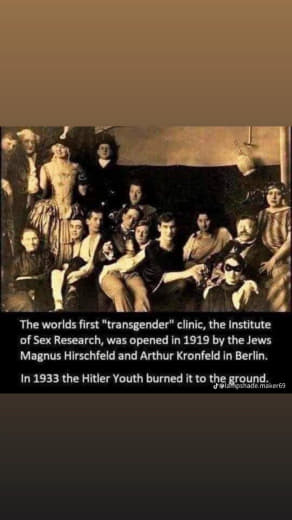 The worlds first "transgender" clinic, the Institute
of Sex Research, was opened in 1919 by the Jews
Magnus Hirschfeld and Arthur Kronfeld in Berlin.
In 1933 the Hitler Youth burned it to the ground.
@lampshade.maker69